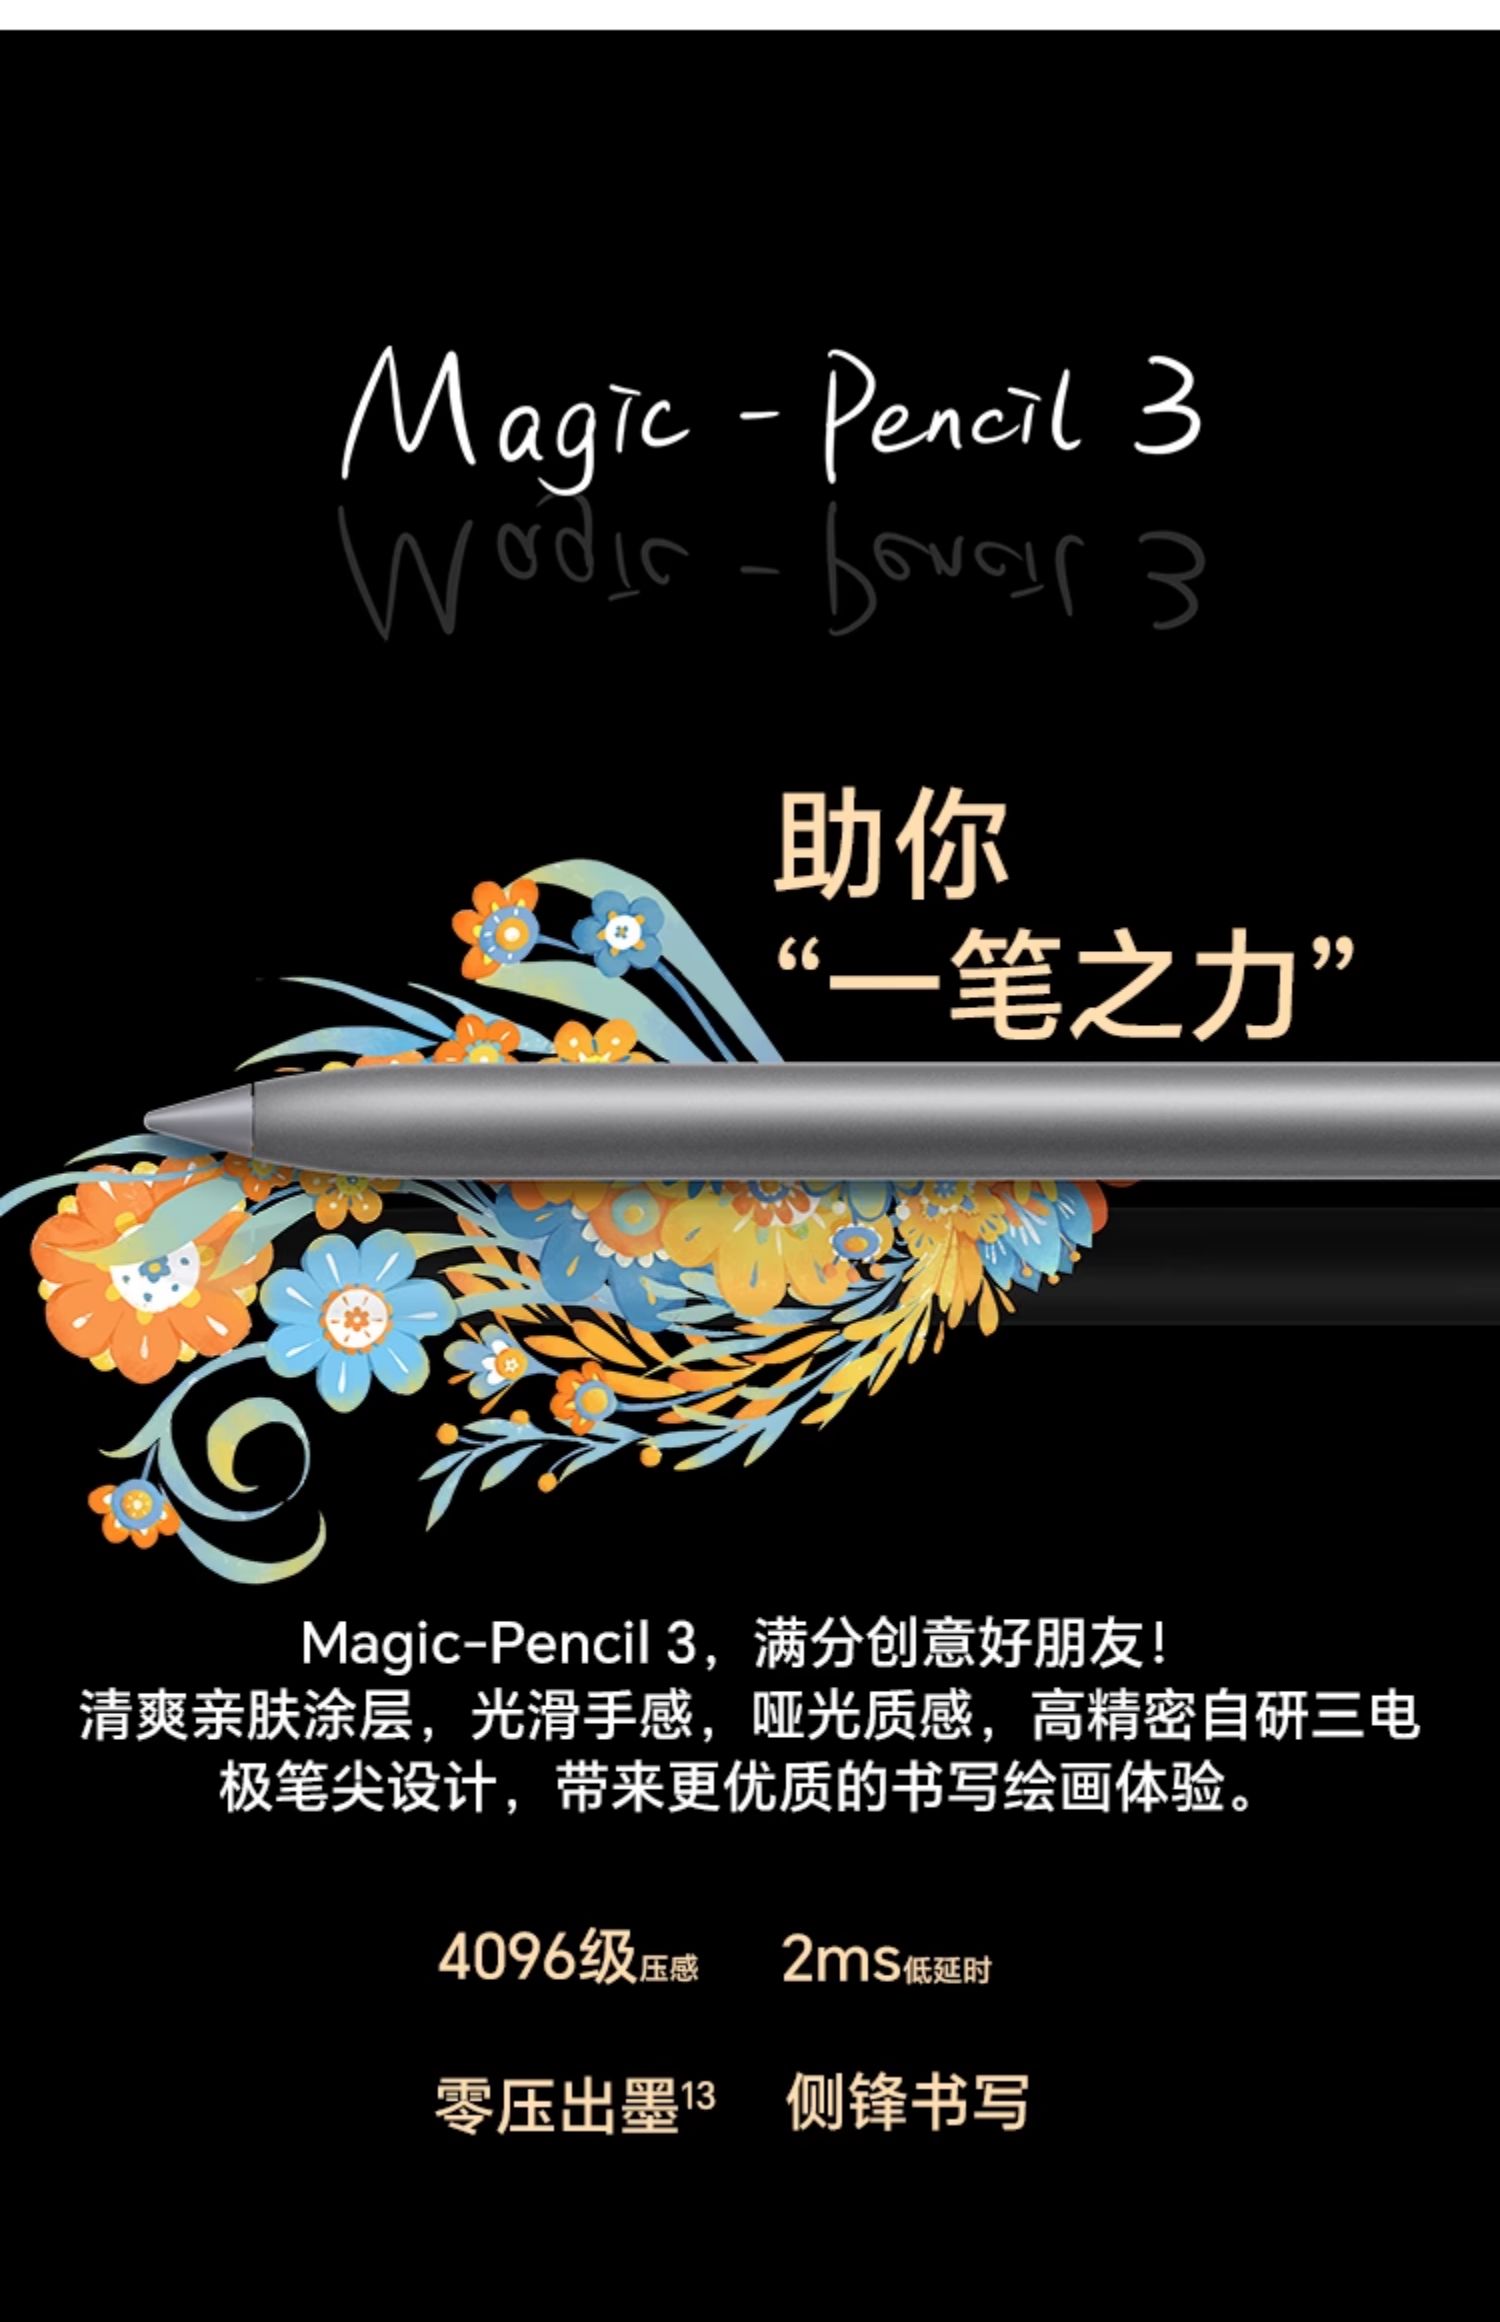 Magic - Pencil 3
助你
“一笔之力”
Magic-Pencil 3，满分创意好朋友！
清爽亲肤涂层，光滑手感，哑光质感，高精密自研三电
极笔尖设计，带来更优质的书写绘画体验。
4096级压感 2ms低延时
零压出墨13 侧锋书写